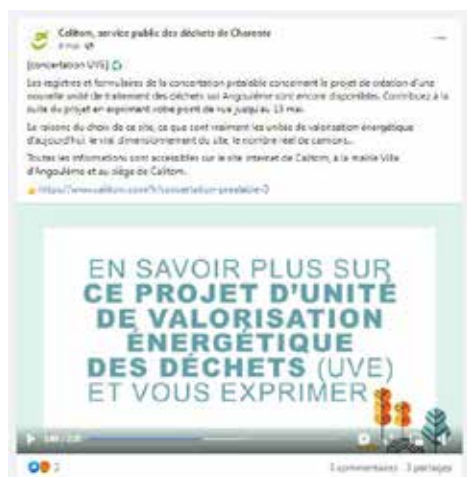 Calitom, service public des déchets de Charente
8 mai
[concertation UVE]
Les registres et formulaires de la concertation préalable concernant le projet de création d'une
nouvelle unité de traitement des déchets sur Angoulême sont encore disponibles. Contribuez à la
suite du projet en exprimant votre point de vue jusqu'au 13 mai.
Le raisons du choix de ce site, ce que sont vraiment les unités de valorisation énergétique
d'aujourd'hui, le vrai dimensionnement du site, le nombre réel de camions...
Toutes les informations sont accessibles sur le site internet de Calitom, à la mairie Ville
d'Angoulême et au siège de Calitom.
https://www.calitom.com/fr/concertation-prealable-0
EN SAVOIR PLUS SUR
CE PROJET D'UNITÉ
DE VALORISATION
ÉNERGÉTIQUE
DES DÉCHETS (UVE)
ET VOUS EXPRIMER
3 commentaires 3 partages